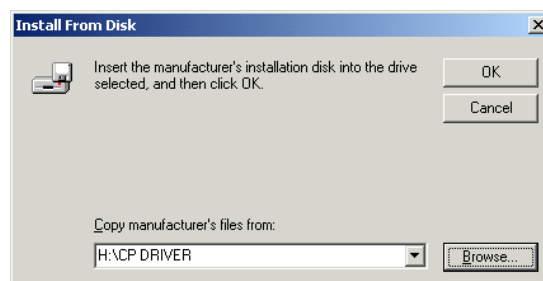 Install From Disk
Insert the manufacturer's installation disk into the drive
selected, and then click OK.
OK
Cancel
Copy manufacturer's files from:
H:\CP DRIVER
Browse...